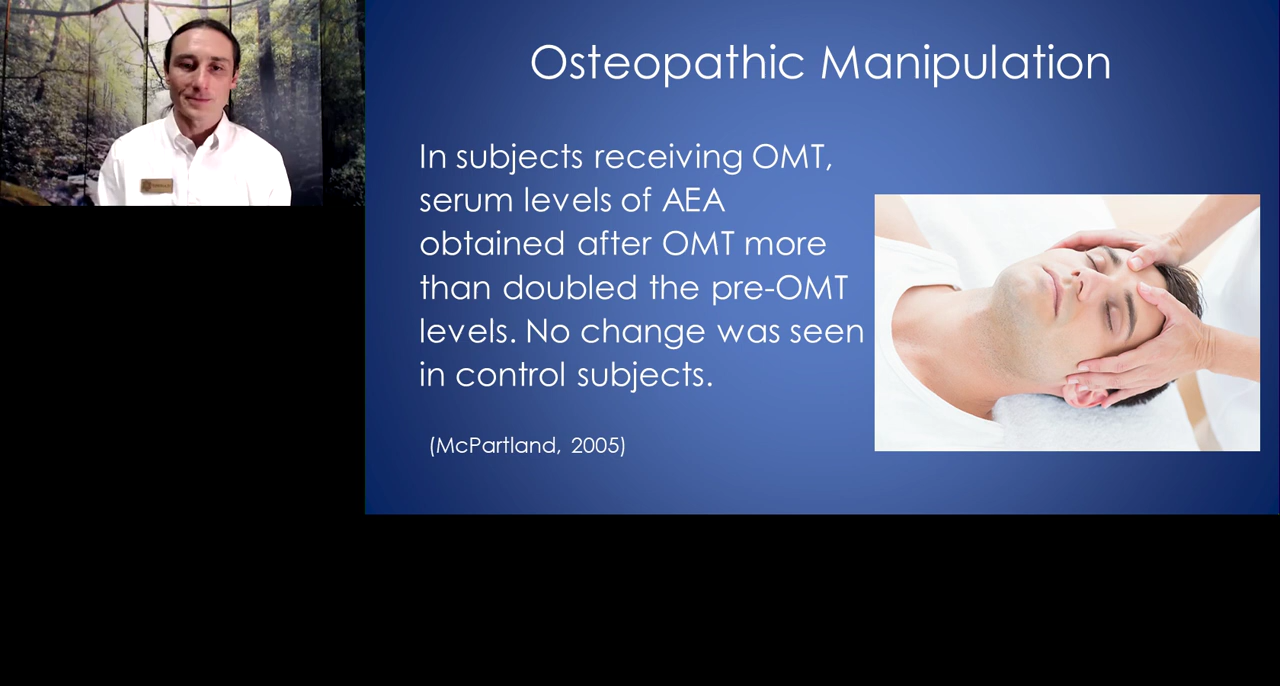 Osteopathic Manipulation
In subjects receiving OMT,
serum levels of AEA
obtained after OMT more
than doubled the pre-OMT
levels. No change was seen
in control subjects.
(McPartland, 2005)